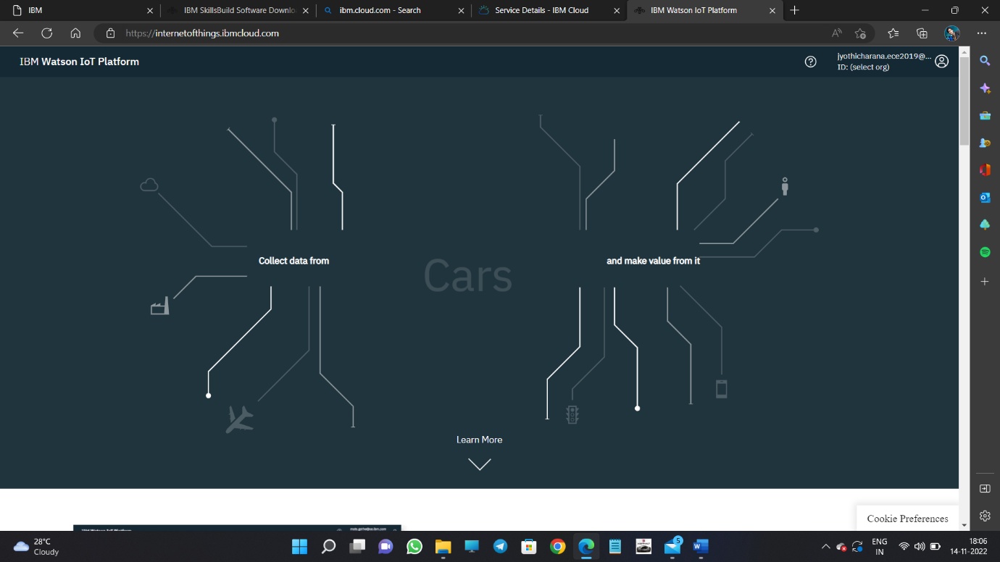 IBM
IBM SkillsBuild Software Downlo
ibm.cloud.com - Search
Service Details - IBM Cloud
IBM Watson IoT Platform
https://internetofthings.ibmcloud.com
IBM Watson IoT Platform
jyothicharana.ece2019@...
ID: (select org)
Collect data from
Cars
and make value from it
Learn More
Cookie Preferences
28°C
Cloudy
5
ENG
IN
18:06
14-11-2022